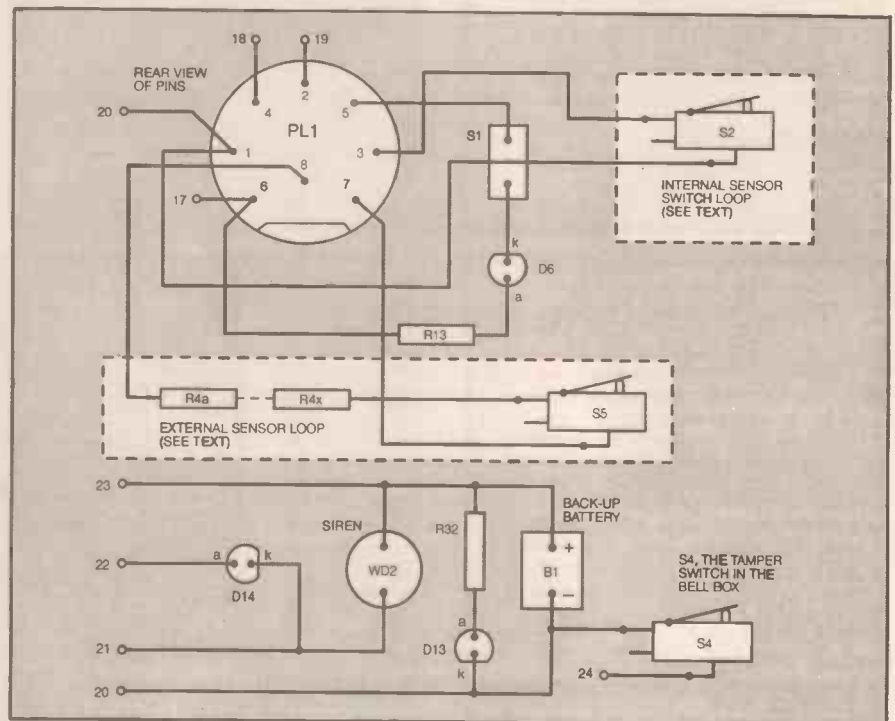 18
19
REAR VIEW
OF PINS
20
4
2
5
PL1
S1
1
8
3
S2
17
6
7
INTERNAL SENSOR
SWITCH LOOP
(SEE TEXT)
k
D6
a
R13
R4a
R4x
S5
EXTERNAL SENSOR LOOP
(SEE TEXT)
23
SIREN
R32
BACK-UP
BATTERY
22
a
k
D14
WD2
+
B1
–
S4, THE TAMPER
SWITCH IN THE
BELL BOX
21
a
D13
k
S4
20
24